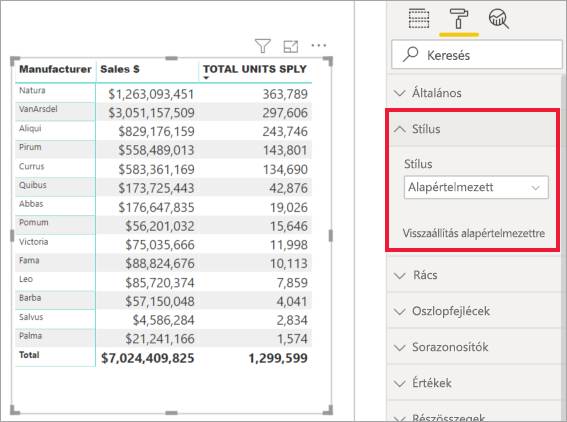 Manufacturer Sales $ TOTAL UNITS SPLY
Natura $1,263,093,451 363,789
VanArsdel $3,051,157,509 297,606
Aliqui $829,176,159 243,746
Pirum $558,489,013 143,801
Currus $583,361,169 134,690
Quibus $173,725,443 42,876
Abbas $176,647,835 19,026
Pomum $56,201,032 15,646
Victoria $75,035,666 11,998
Fama $88,824,676 10,113
Leo $85,720,374 7,859
Barba $57,150,048 4,041
Salvus $4,586,284 2,834
Palma $21,241,166 1,574
Total $7,024,409,825 1,299,599
Keresés
Általános
Stílus
Stílus
Alapértelmezett
Visszaállítás alapértelmezettre
Rács
Oszlopfejlécek
Sorazonosítók
Értékek
Részösszegek